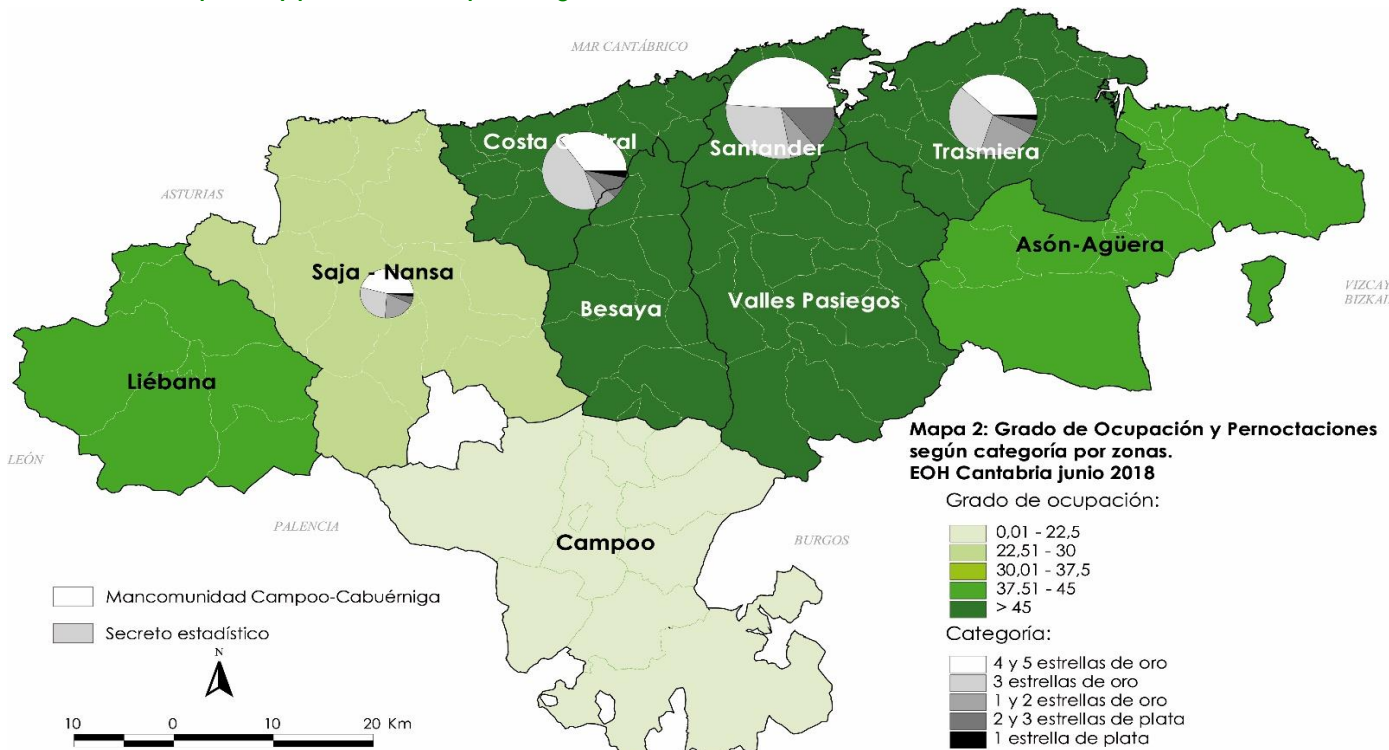 MAR CANTÁBRICO
Costa Central
Santander
Trasmiera
ASTURIAS
Asón-Agüera
Saja - Nansa
Besaya
Valles Pasiegos
Liébana
Mapa 2: Grado de Ocupación y Pernoctaciones
según categoría por zonas.
EOH Cantabria junio 2018
LEÓN
Grado de ocupación:
PALENCIA
Campoo
BURGOS
0,01 - 22,5
22,51 - 30
30,01 - 37,5
37.51 - 45
> 45
Mancomunidad Campoo-Cabuérniga
Secreto estadístico
Categoría:
4 y 5 estrellas de oro
3 estrellas de oro
1 y 2 estrellas de oro
2 y 3 estrellas de plata
1 estrella de plata
N
10 0 10 20 Km